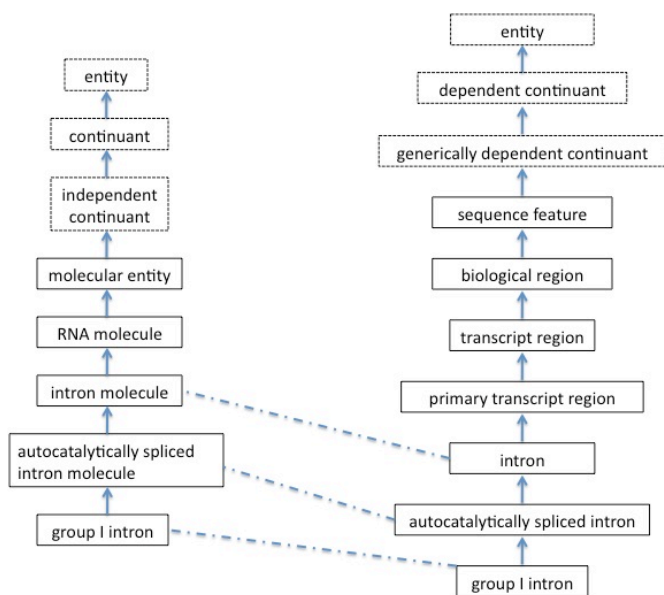 entity
continuant
independent
continuant
molecular entity
RNA molecule
intron molecule
autocatalytically spliced
intron molecule
group I intron
entity
dependent continuant
generically dependent continuant
sequence feature
biological region
transcript region
primary transcript region
intron
autocatalytically spliced intron
group I intron